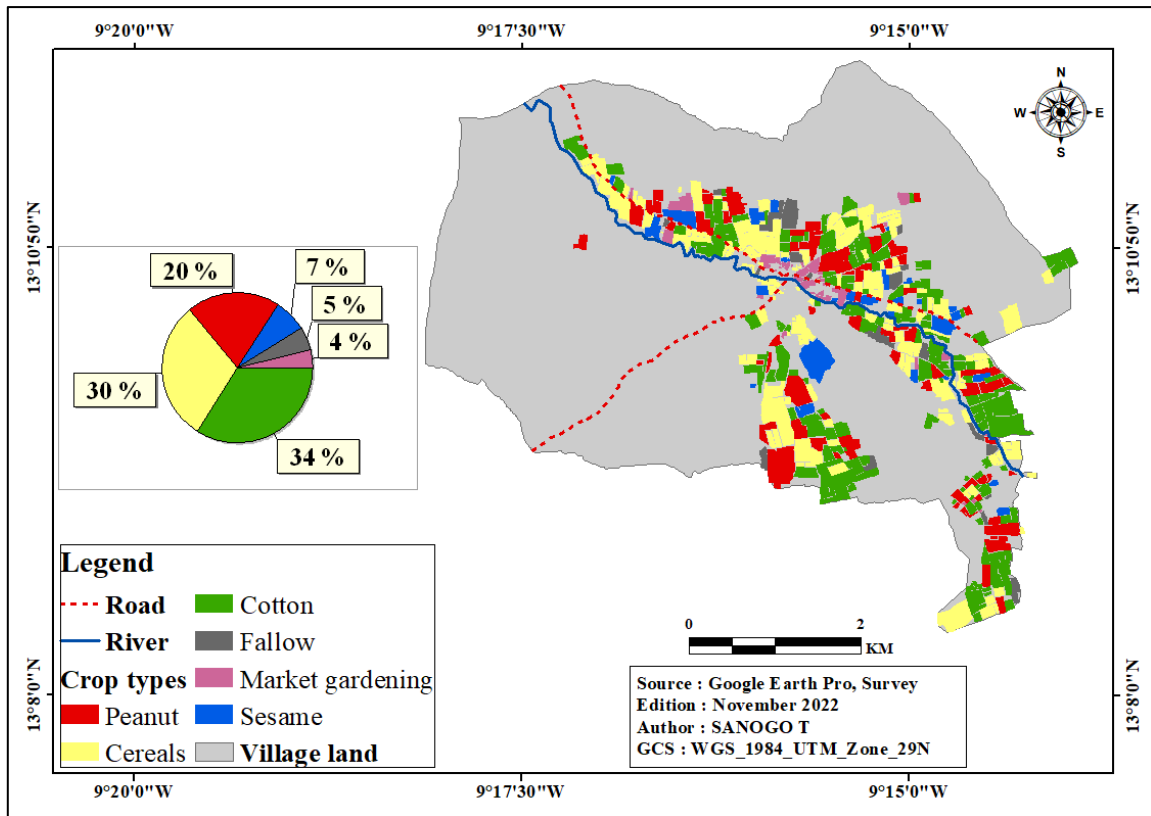 9°20'0"W 9°17'30"W 9°15'0"W
N
W E
S
13°10'50"N
13°10'50"N
20 %
7 %
5 %
4 %
30 %
34 %
Legend
Road
River
Crop types
Peanut
Cereals
Cotton
Fallow
Market gardening
Sesame
Village land
0 2
KM
Source : Google Earth Pro, Survey
Edition : November 2022
Author : SANOGO T
GCS : WGS_1984_UTM_Zone_29N
13°8'0"N
13°8'0"N
9°20'0"W 9°17'30"W 9°15'0"W